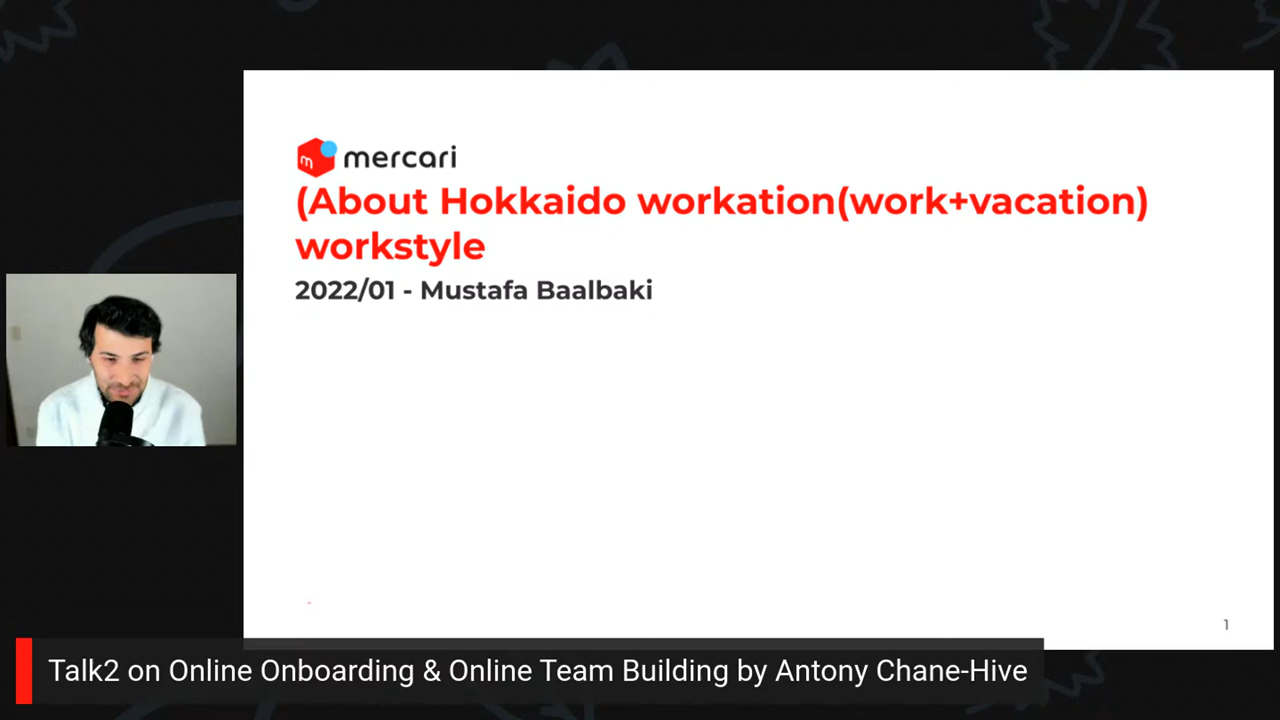 mercari
(About Hokkaido workation(work+vacation)
workstyle
2022/01 - Mustafa Baalbaki
1
Talk2 on Online Onboarding & Online Team Building by Antony Chane-Hive